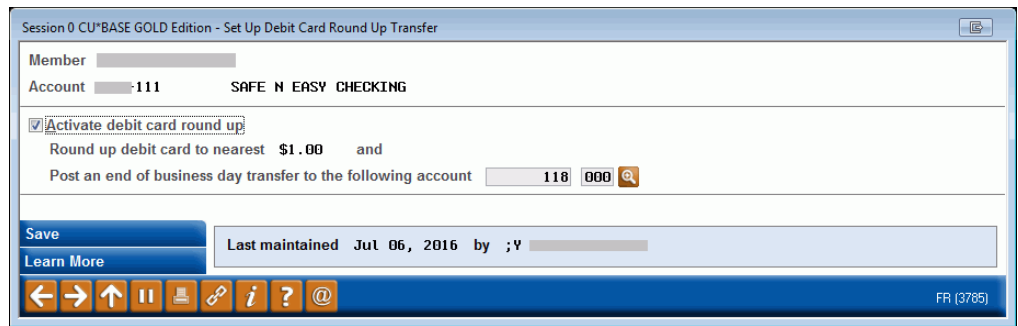 Session 0 CU*BASE GOLD Edition - Set Up Debit Card Round Up Transfer
Member
Account -111 SAFE N EASY CHECKING
Activate debit card round up
Round up debit card to nearest $1.00 and
Post an end of business day transfer to the following account 118 000
Save
Learn More
Last maintained Jul 06, 2016 by ;Y
i ? @
FR (3785)